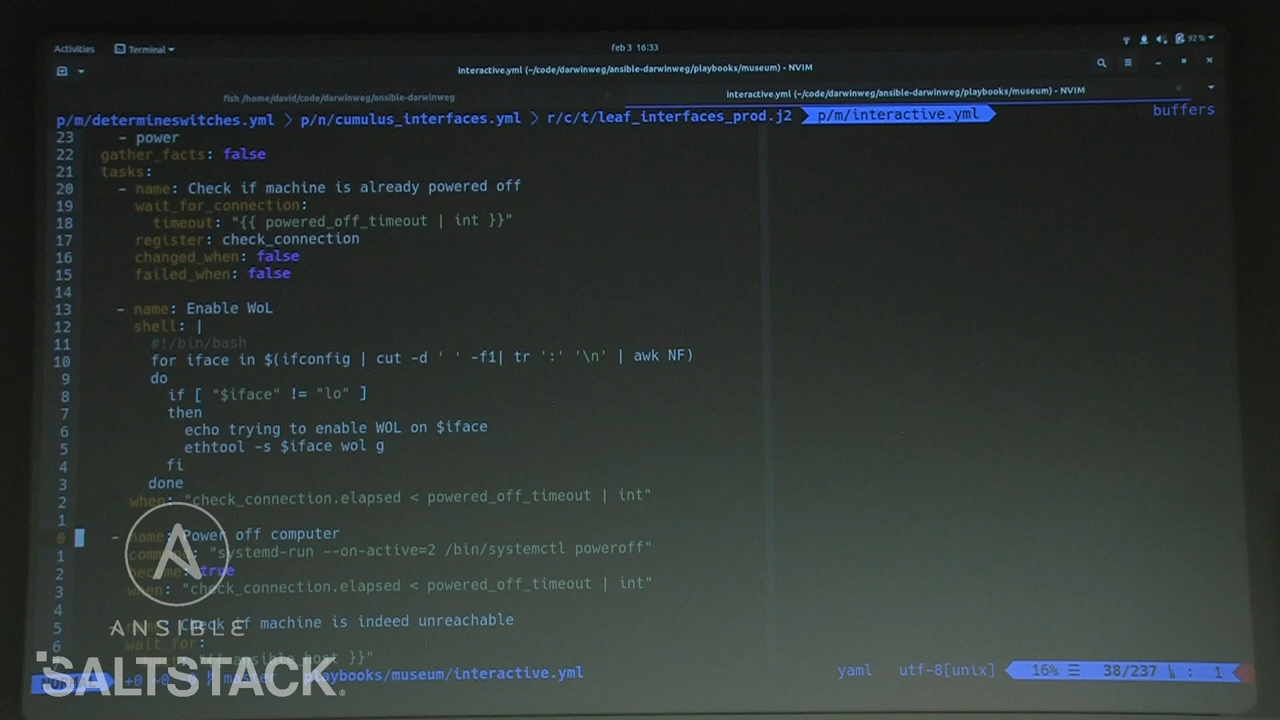 Activities Terminal feb 3 16:33 92%
interactive.yml (~/code/darwinweg/ansible-darwinweg/playbooks/museum) - NVIM
fish /home/david/code/darwinweg/ansible-darwinweg interactive.yml (~/code/darwinweg/ansible-darwinweg/playbooks/museum) - NVIM
p/m/determineswitches.yml p/n/cumulus_interfaces.yml r/c/t/leaf_interfaces_prod.j2 p/m/interactive.yml buffers
23 - power
22 gather_facts: false
21 tasks:
20 - name: Check if machine is already powered off
19 wait_for_connection:
18 timeout: "{{ powered_off_timeout | int }}"
17 register: check_connection
16 changed_when: false
15 failed_when: false
14
13 - name: Enable WoL
12 shell: |
11 #!/bin/bash
10 for iface in $(ifconfig | cut -d ' ' -f1| tr ':' '\n' | awk NF)
9 do
8 if [ "$iface" != "lo" ]
7 then
6 echo trying to enable WOL on $iface
5 ethtool -s $iface wol g
4 fi
3 done
2 when: "check_connection.elapsed < powered_off_timeout | int"
1
0 - name: Power off computer
1 "systemd-run --on-active=2 /bin/systemctl poweroff"
2 become: true
3 when: "check_connection.elapsed < powered_off_timeout | int"
4
5 Check if machine is indeed unreachable
6 wait_for:
ANSIBLE
SALTSTACK
master playbooks/museum/interactive.yml yaml utf-8[unix] 16% 38/237 : 1